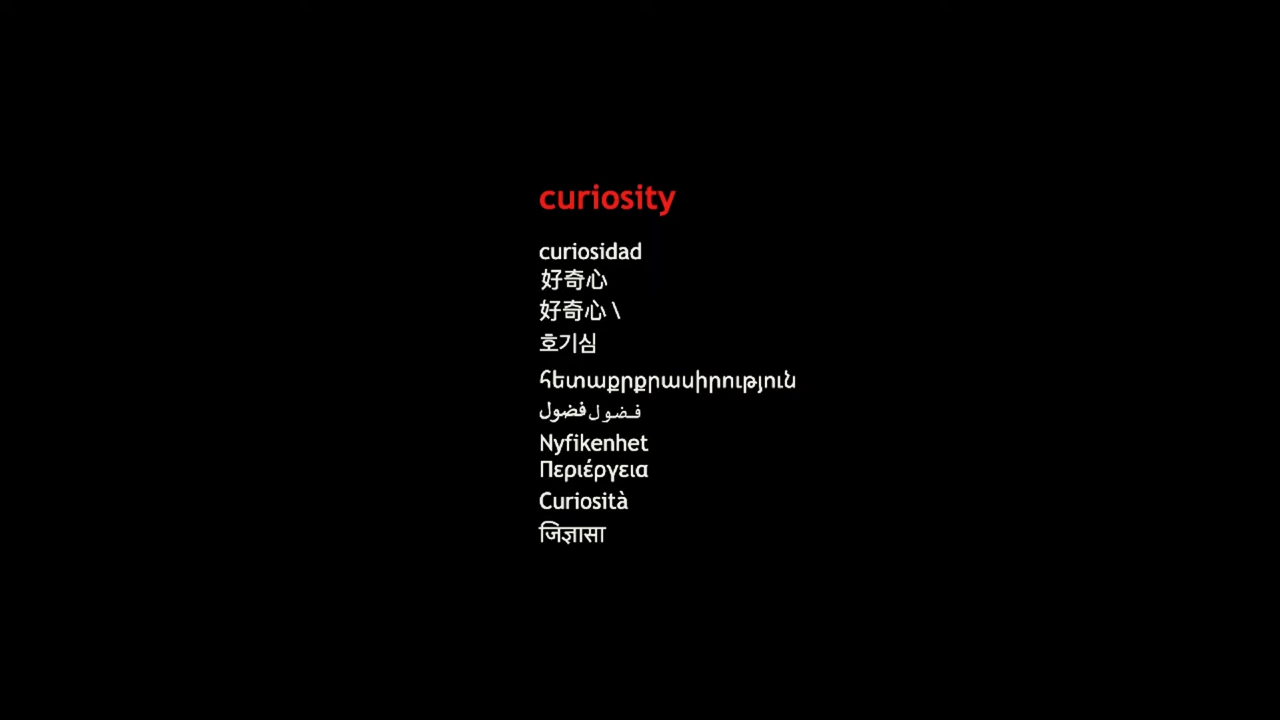 curiosity
curiosidad
好奇心
好奇心 \
호기심
հետաքրքրասիրություն
فضول فضول
Nyfikenhet
Περιέργεια
Curiosità
जिज्ञासा